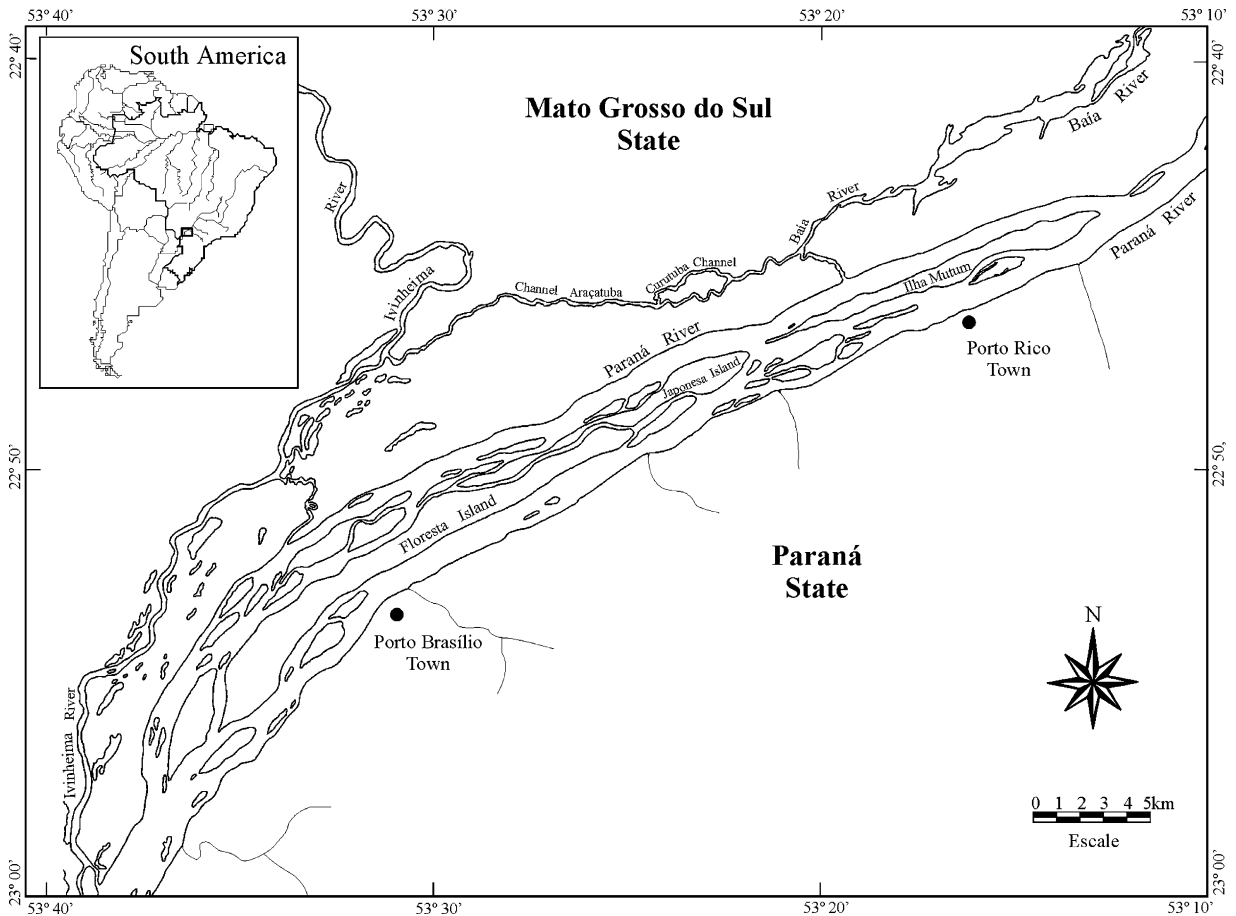 53° 40’
53° 30’
53° 20’
53° 10’
22° 40’
22° 40’
South America
Mato Grosso do Sul
State
River
Baía
River
Ivinheima
Channel Araçatuba
Curutuba Channel
Baía
River
Paraná River
Ilha Mutum
Paraná River
Japonesa Island
Porto Rico
Town
22° 50’
22° 50,
Floresta Island
Paraná
State
Porto Brasílio
Town
N
Ivinheima River
0 1 2 3 4 5km
Escale
23° 00’
23° 00’
53° 40’
53° 30’
53° 20’
53° 10’